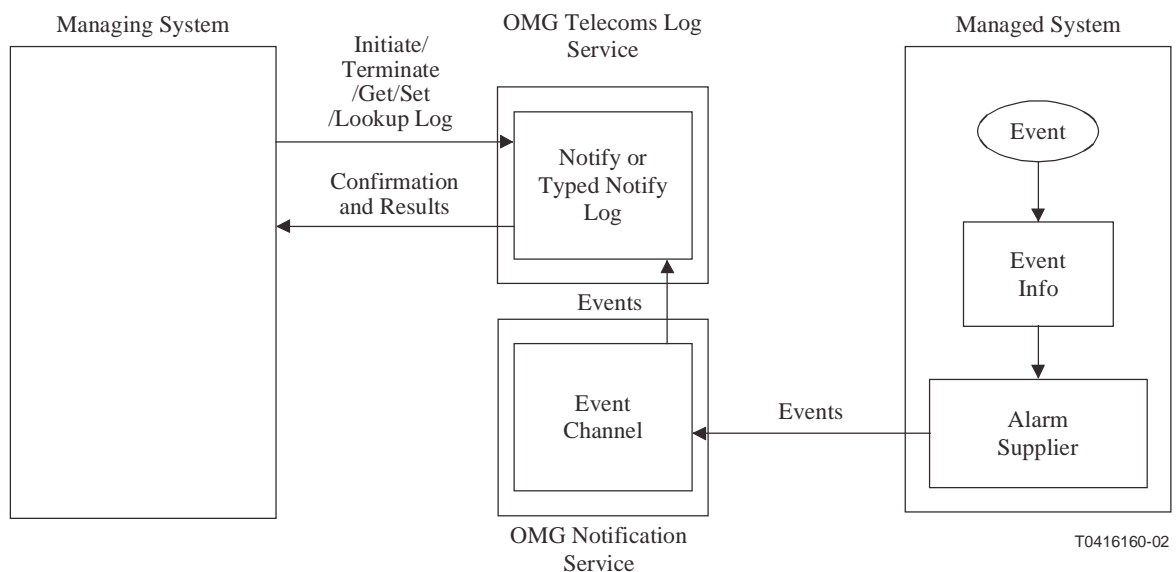 Managing System
OMG Telecoms Log
Service
Managed System
Initiate/
Terminate
/Get/Set
/Lookup Log
Confirmation
and Results
Notify or
Typed Notify
Log
Events
Event
Channel
OMG Notification
Service
Events
Event
Event
Info
Alarm
Supplier
T0416160-02